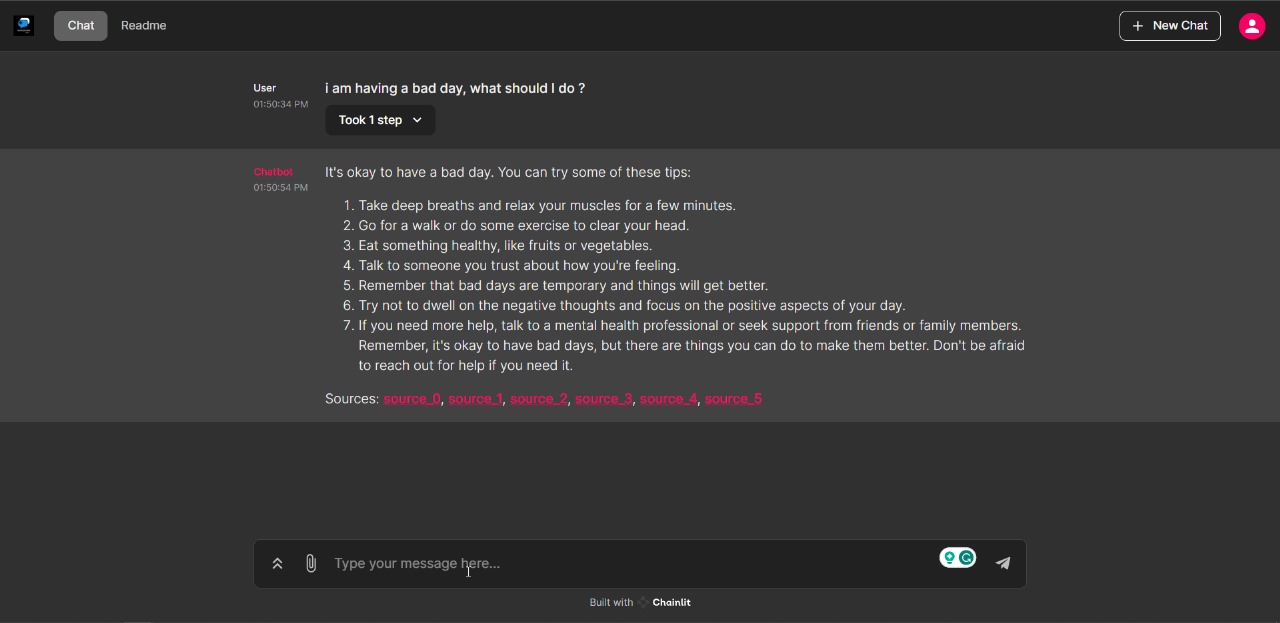 Chat
Readme
New Chat
User
i am having a bad day, what should I do ?
01:50:34 PM
Took 1 step
Chatbot
It's okay to have a bad day. You can try some of these tips:
01:50:54 PM
1. Take deep breaths and relax your muscles for a few minutes.
2. Go for a walk or do some exercise to clear your head.
3. Eat something healthy, like fruits or vegetables.
4. Talk to someone you trust about how you're feeling.
5. Remember that bad days are temporary and things will get better.
6. Try not to dwell on the negative thoughts and focus on the positive aspects of your day.
7. If you need more help, talk to a mental health professional or seek support from friends or family members.
Remember, it's okay to have bad days, but there are things you can do to make them better. Don't be afraid
to reach out for help if you need it.
Sources: source_0, source_1, source_2, source_3, source_4, source_5
Type your message here...
Built with Chainlit